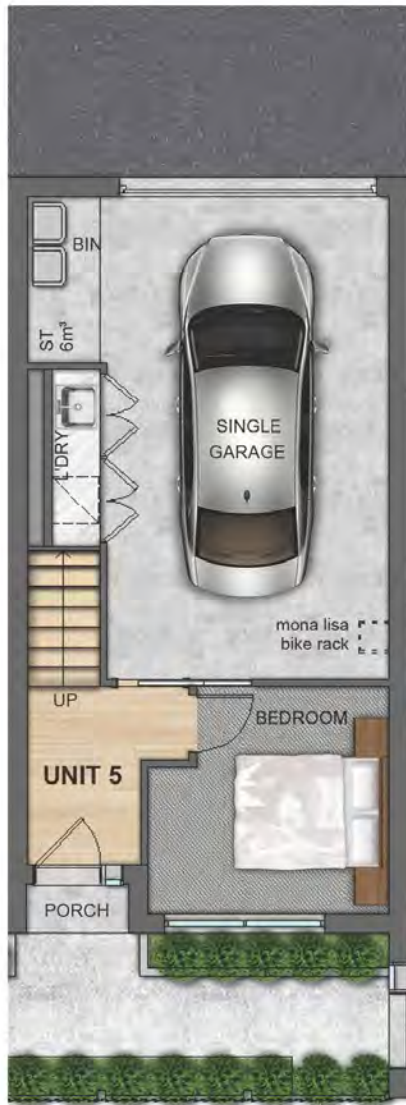 BIN
ST
6m³
L'DRY
SINGLE
GARAGE
mona lisa
bike rack
UP
BEDROOM
UNIT 5
PORCH